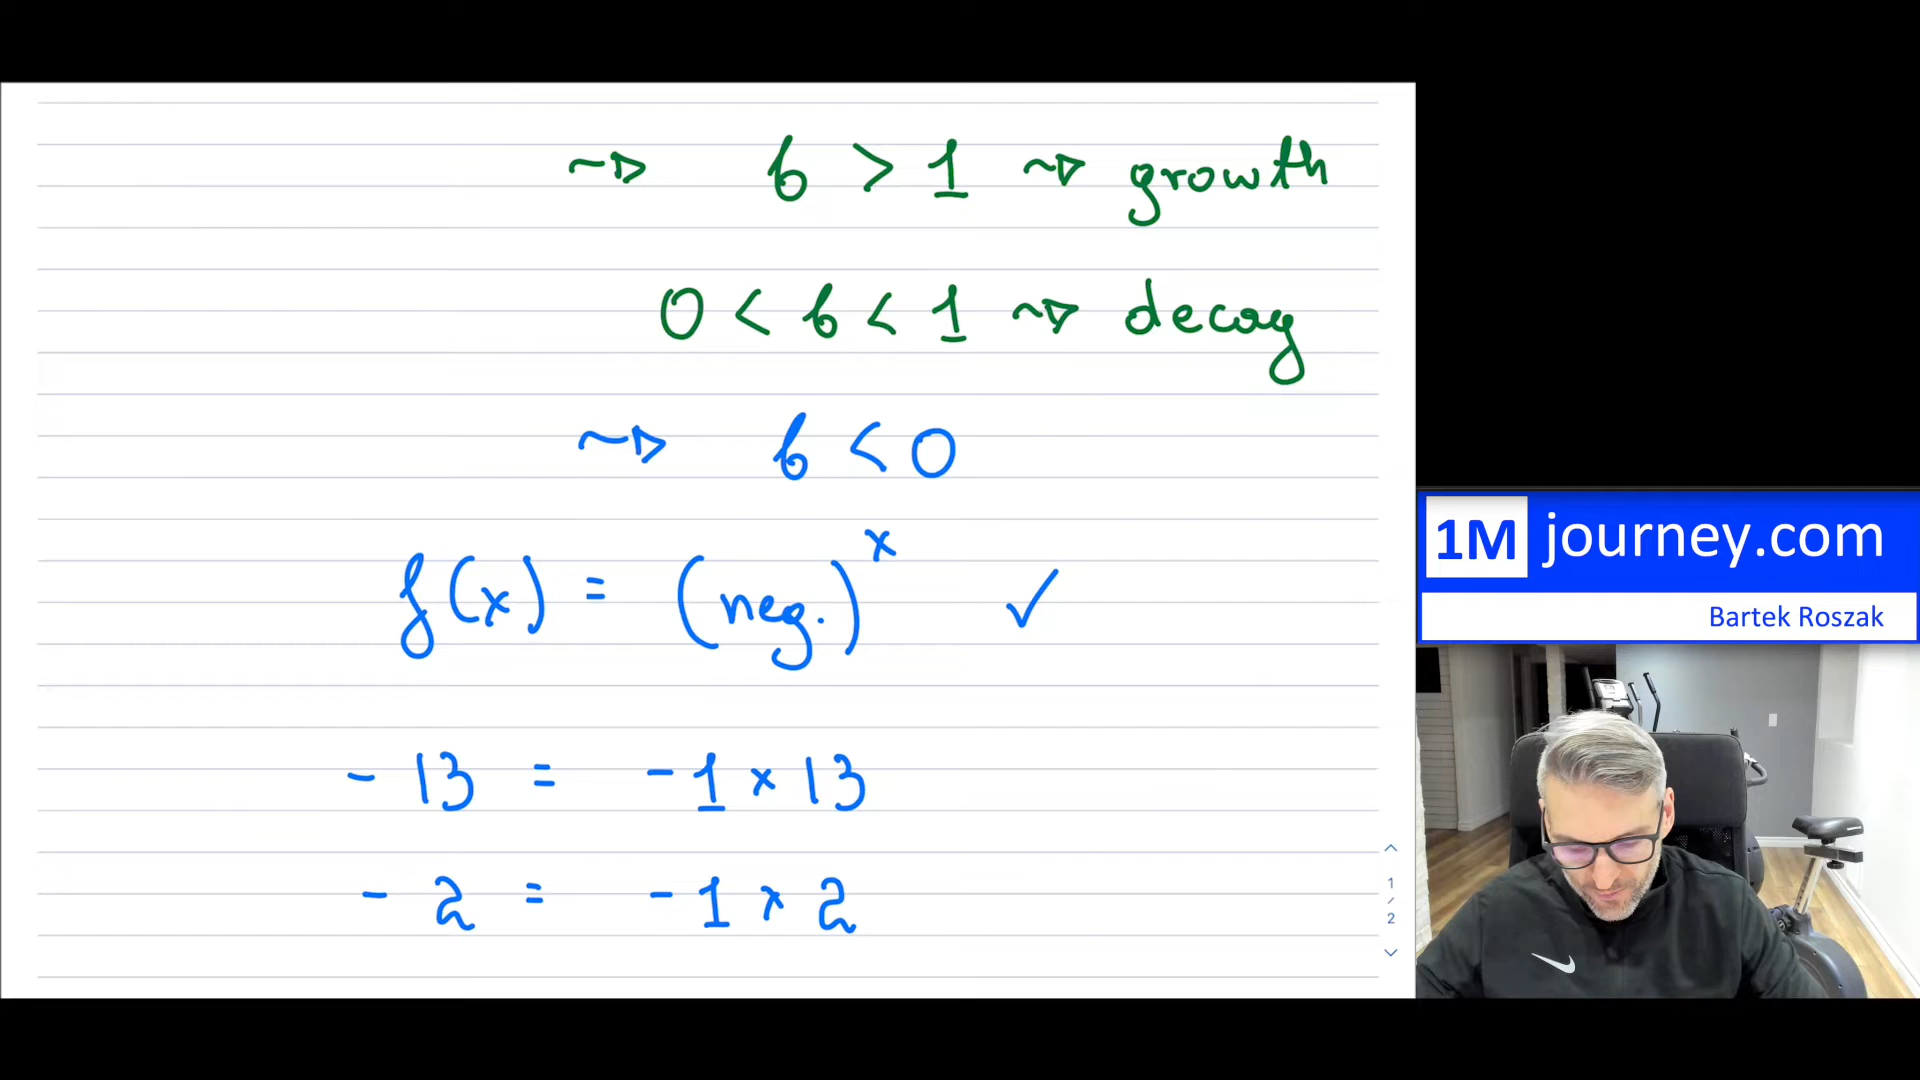 ⇝ b > 1 ⇝ growth
0 < b < 1 ⇝ decay
⇝ b < 0
f(x) = (neg.)^x ✓
- 13 = - 1 × 13
- 2 = - 1 × 2
1
/
2
1M journey.com
Bartek Roszak